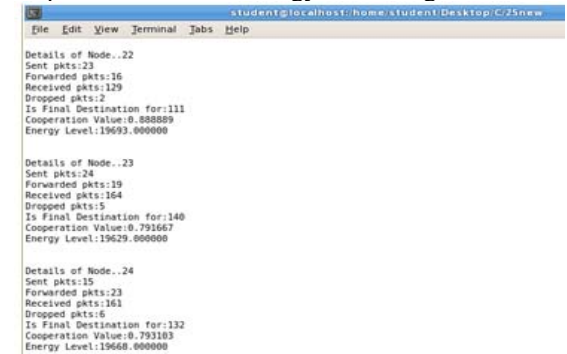 student@localhost:/home/student/Desktop/C/25new
File Edit View Terminal Tabs Help
Details of Node..22
Sent pkts:23
Forwarded pkts:16
Received pkts:129
Dropped pkts:2
Is Final Destination for:111
Cooperation Value:0.888889
Energy Level:19693.000000
Details of Node..23
Sent pkts:24
Forwarded pkts:19
Received pkts:164
Dropped pkts:5
Is Final Destination for:140
Cooperation Value:0.791667
Energy Level:19629.000000
Details of Node..24
Sent pkts:15
Forwarded pkts:23
Received pkts:161
Dropped pkts:6
Is Final Destination for:132
Cooperation Value:0.793103
Energy Level:19668.000000